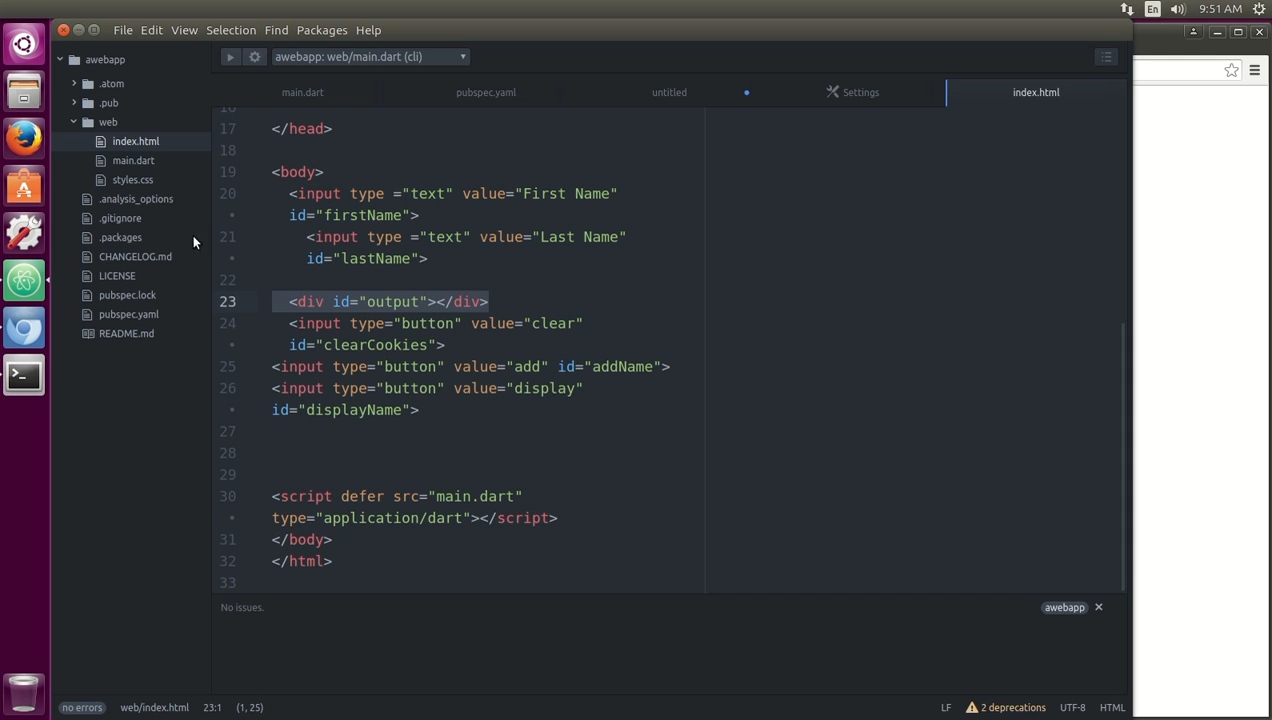 En 9:51 AM
File Edit View Selection Find Packages Help
awebapp
awebapp: web/main.dart (cli)
.atom
.pub
web
index.html
main.dart
styles.css
.analysis_options
.gitignore
.packages
CHANGELOG.md
LICENSE
pubspec.lock
pubspec.yaml
README.md
main.dart pubspec.yaml untitled Settings index.html
17 </head>
18
19 <body>
20 <input type ="text" value="First Name"
• id="firstName">
21 <input type ="text" value="Last Name"
• id="lastName">
22
23 <div id="output"></div>
24 <input type="button" value="clear"
• id="clearCookies">
25 <input type="button" value="add" id="addName">
26 <input type="button" value="display"
• id="displayName">
27
28
29
30 <script defer src="main.dart"
• type="application/dart"></script>
31 </body>
32 </html>
33
No issues. awebapp
no errors web/index.html 23:1 (1, 25) LF 2 deprecations UTF-8 HTML